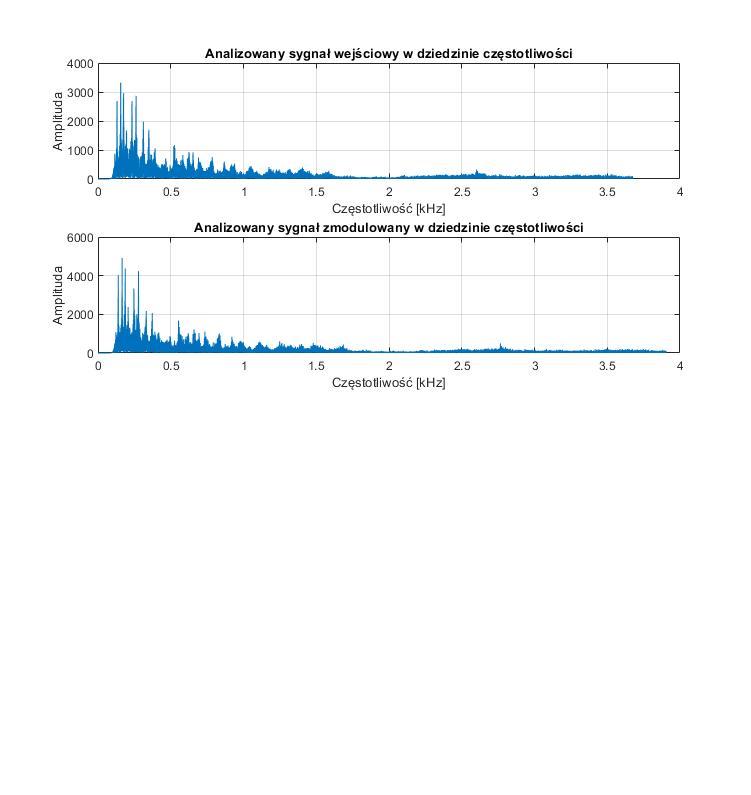 Analizowany sygnał wejściowy w dziedzinie częstotliwości
4000
3000
2000
1000
0
Amplituda
0 0.5 1 1.5 2 2.5 3 3.5 4
Częstotliwość [kHz]
Analizowany sygnał zmodulowany w dziedzinie częstotliwości
6000
4000
2000
0
Amplituda
0 0.5 1 1.5 2 2.5 3 3.5 4
Częstotliwość [kHz]